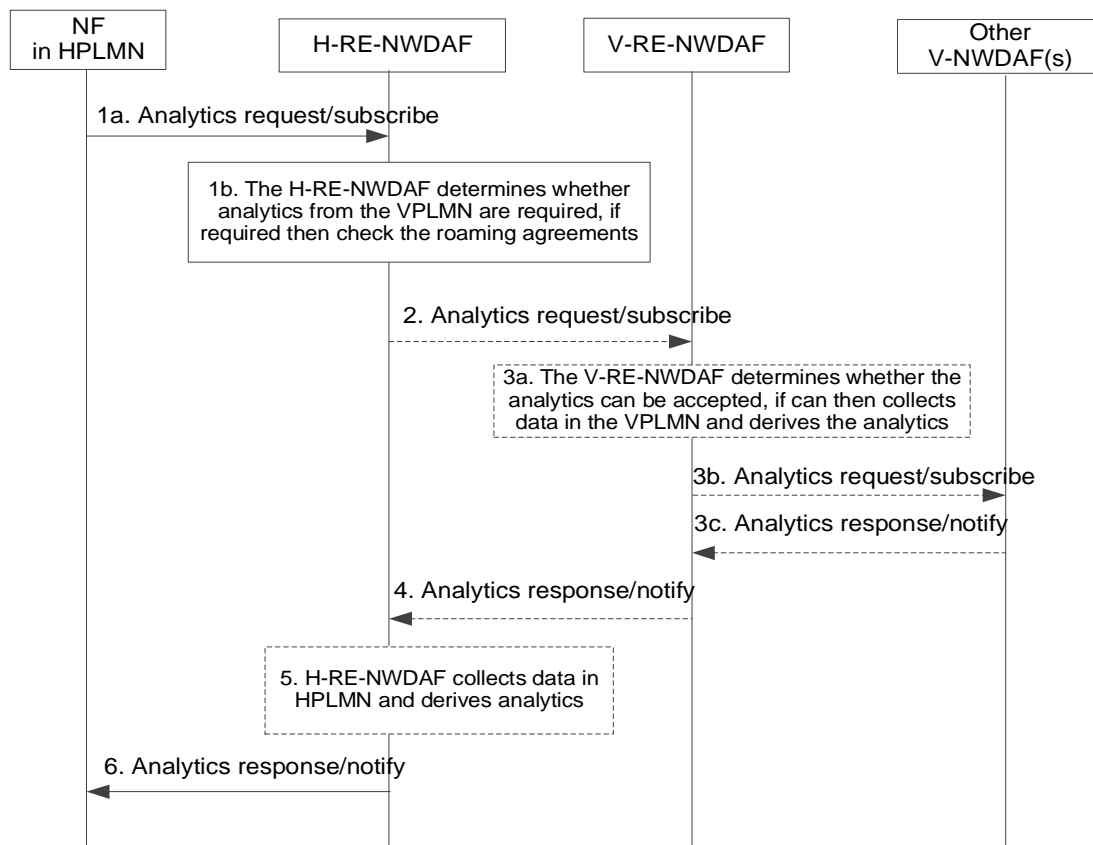 NF
in HPLMN
H-RE-NWDAF
V-RE-NWDAF
Other
V-NWDAF(s)
1a. Analytics request/subscribe
1b. The H-RE-NWDAF determines whether
analytics from the VPLMN are required, if
required then check the roaming agreements
2. Analytics request/subscribe
3a. The V-RE-NWDAF determines whether the
analytics can be accepted, if can then collects
data in the VPLMN and derives the analytics
3b. Analytics request/subscribe
3c. Analytics response/notify
4. Analytics response/notify
5. H-RE-NWDAF collects data in
HPLMN and derives analytics
6. Analytics response/notify